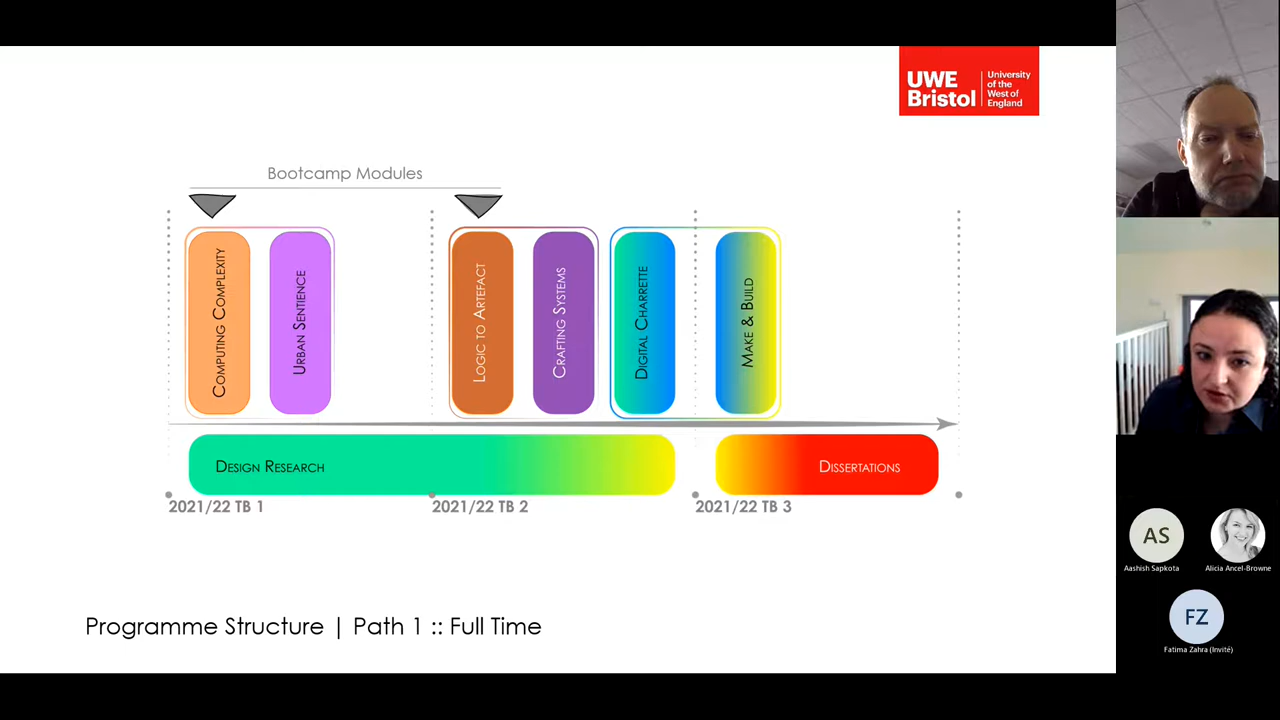 UWE
Bristol
University
of the
West of
England
Bootcamp Modules
Computing Complexity
Urban Sentience
Logic to Artefact
Crafting Systems
Digital Charrette
Make & Build
Design Research
Dissertations
2021/22 TB 1
2021/22 TB 2
2021/22 TB 3
Programme Structure | Path 1 :: Full Time
AS
Aashish Sapkota
Alicia Ancel-Browne
FZ
Fatima Zahra (Invité)